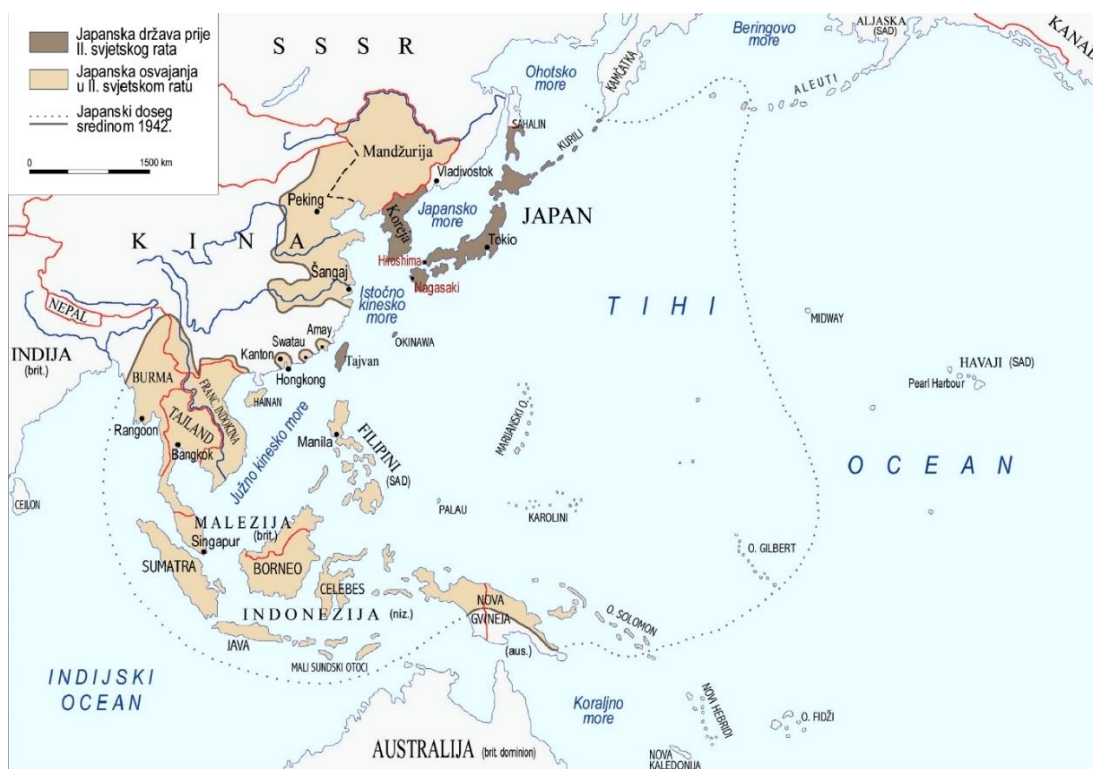 Japanska država prije
II. svjetskog rata
Japanska osvajanja
u II. svjetskom ratu
Japanski doseg
sredinom 1942.
0 1500 km
S S S R
Beringovo
more
ALJASKA
(SAD)
KANAL
Ohotsko
more
KAMČATKA
ALEUTI
SAHALIN
KURILI
Mandžurija
Vladivostok
Peking
Koreja
Japansko
more
JAPAN
Tokio
K I N A
Hiroshima
Nagasaki
Šangaj
Istočno
kinesko
more
T I H I
NEPAL
MIDWAY
INDIJA
(brit.)
Amay
Swatau
Kanton
Hongkong
Tajvan
OKINAWA
HAVAJI (SAD)
Pearl Harbour
BURMA
FRANC. INDOKINA
HAINAN
TAJLAND
Rangoon
Bangkok
Južno kinesko more
Manila
FILIPINI
(SAD)
MARIJANSKI O.
O C E A N
CEJLON
PALAU
KAROLINI
MALEZIJA
(brit.)
Singapur
O. GILBERT
SUMATRA
BORNEO
CELEBES
NOVA
GVINEJA
(aus.)
INDONEZIJA (niz.)
O. SOLOMON
JAVA
MALI SUNDSKI OTOCI
INDIJSKI
OCEAN
Koraljno
more
NOVI HEBRIDI
O. FIDŽI
AUSTRALIJA (brit. dominion)
NOVA
KALEDONIJA